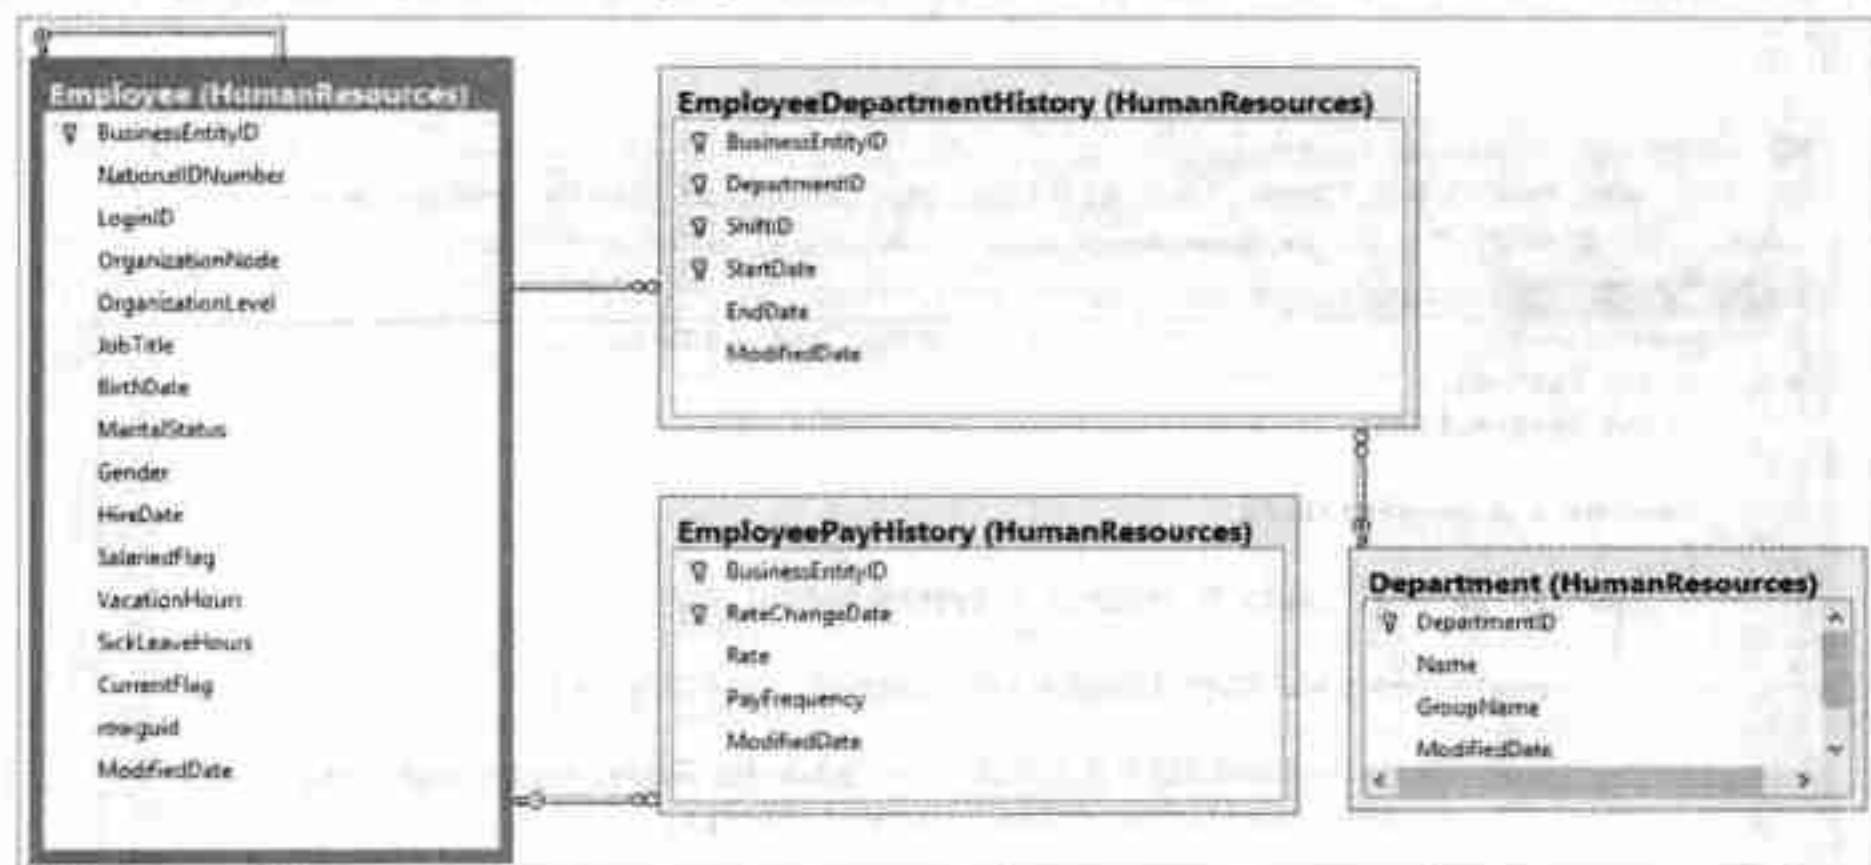 Employee (HumanResources)
BusinessEntityID
NationalIDNumber
LoginID
OrganizationNode
OrganizationLevel
JobTitle
BirthDate
MaritalStatus
Gender
HireDate
SalariedFlag
VacationHours
SickLeaveHours
CurrentFlag
rowguid
ModifiedDate
EmployeeDepartmentHistory (HumanResources)
BusinessEntityID
DepartmentID
ShiftID
StartDate
EndDate
ModifiedDate
EmployeePayHistory (HumanResources)
BusinessEntityID
RateChangeDate
Rate
PayFrequency
ModifiedDate
Department (HumanResources)
DepartmentID
Name
GroupName
ModifiedDate